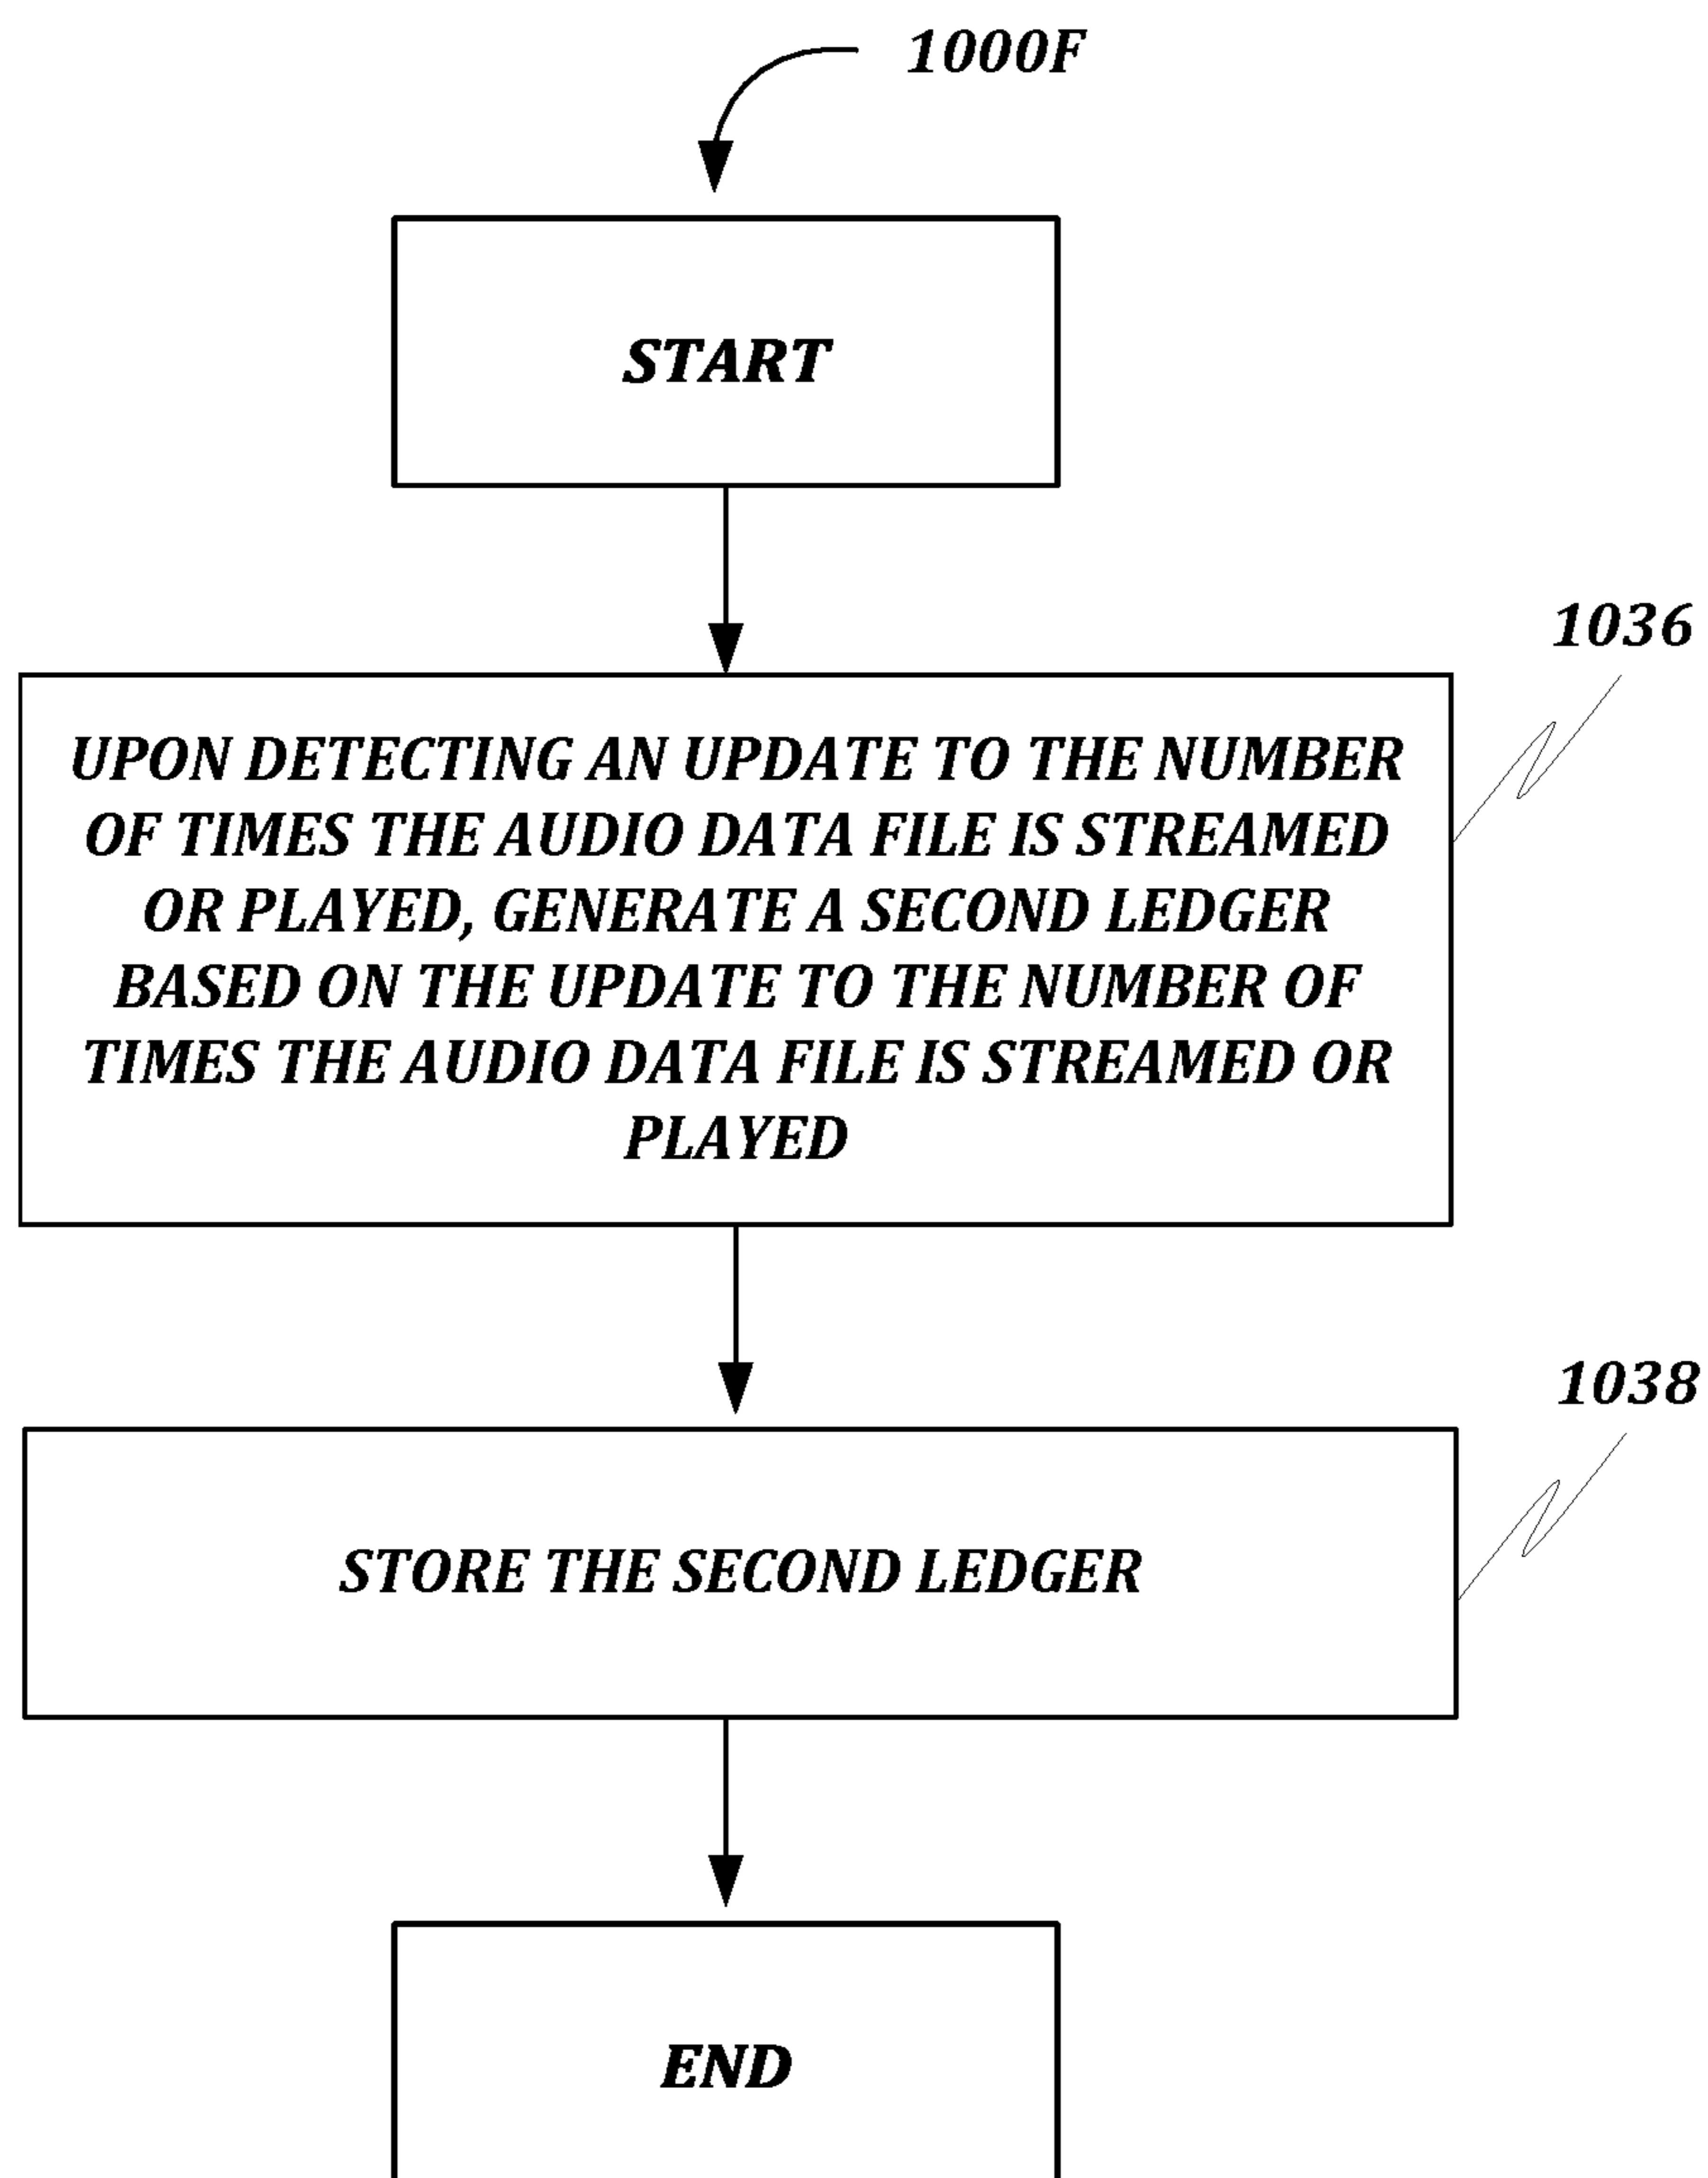 1000F
START
1036
UPON DETECTING AN UPDATE TO THE NUMBER
OF TIMES THE AUDIO DATA FILE IS STREAMED
OR PLAYED, GENERATE A SECOND LEDGER
BASED ON THE UPDATE TO THE NUMBER OF
TIMES THE AUDIO DATA FILE IS STREAMED OR
PLAYED
1038
STORE THE SECOND LEDGER
END